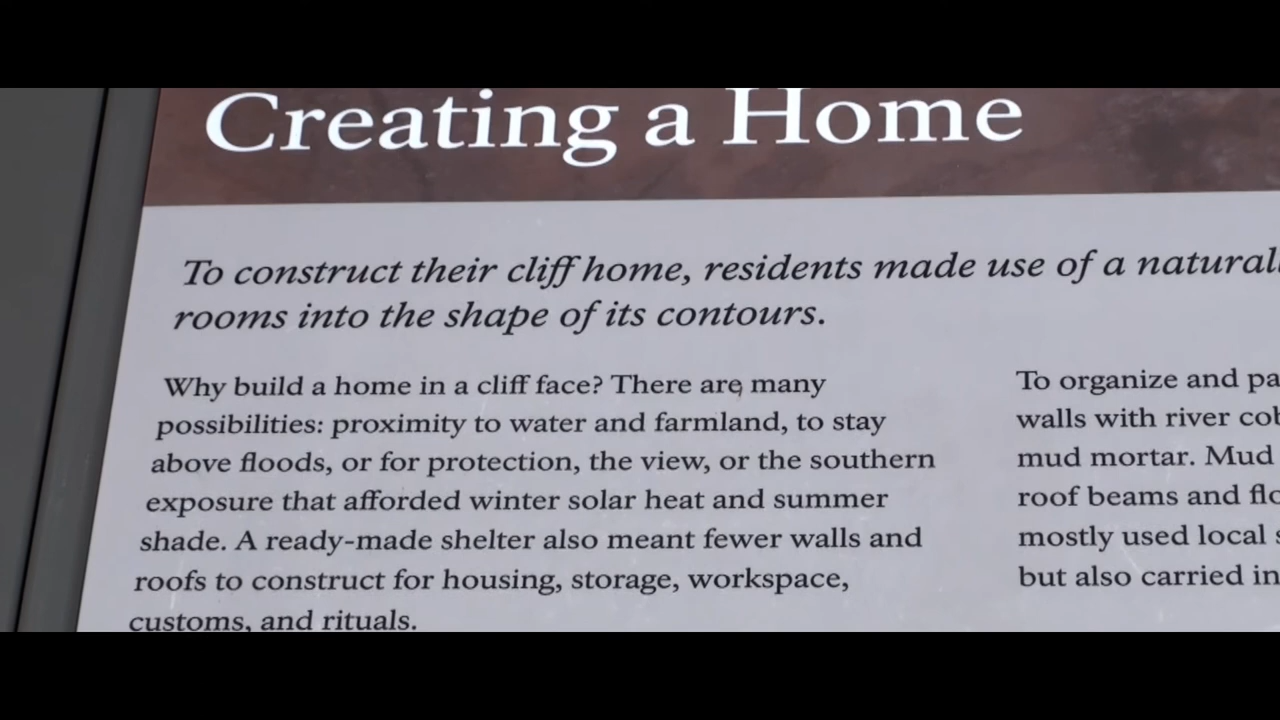 Creating a Home
To construct their cliff home, residents made use of a natural
rooms into the shape of its contours.
Why build a home in a cliff face? There are many
possibilities: proximity to water and farmland, to stay
above floods, or for protection, the view, or the southern
exposure that afforded winter solar heat and summer
shade. A ready-made shelter also meant fewer walls and
roofs to construct for housing, storage, workspace,
customs, and rituals.
To organize and pa
walls with river cob
mud mortar. Mud
roof beams and flo
mostly used local s
but also carried in